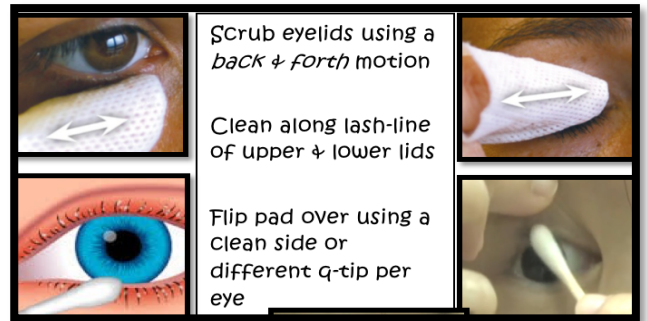 Scrub eyelids using a
back & forth motion
Clean along lash-line
of upper & lower lids
Flip pad over using a
clean side or
different q-tip per
eye